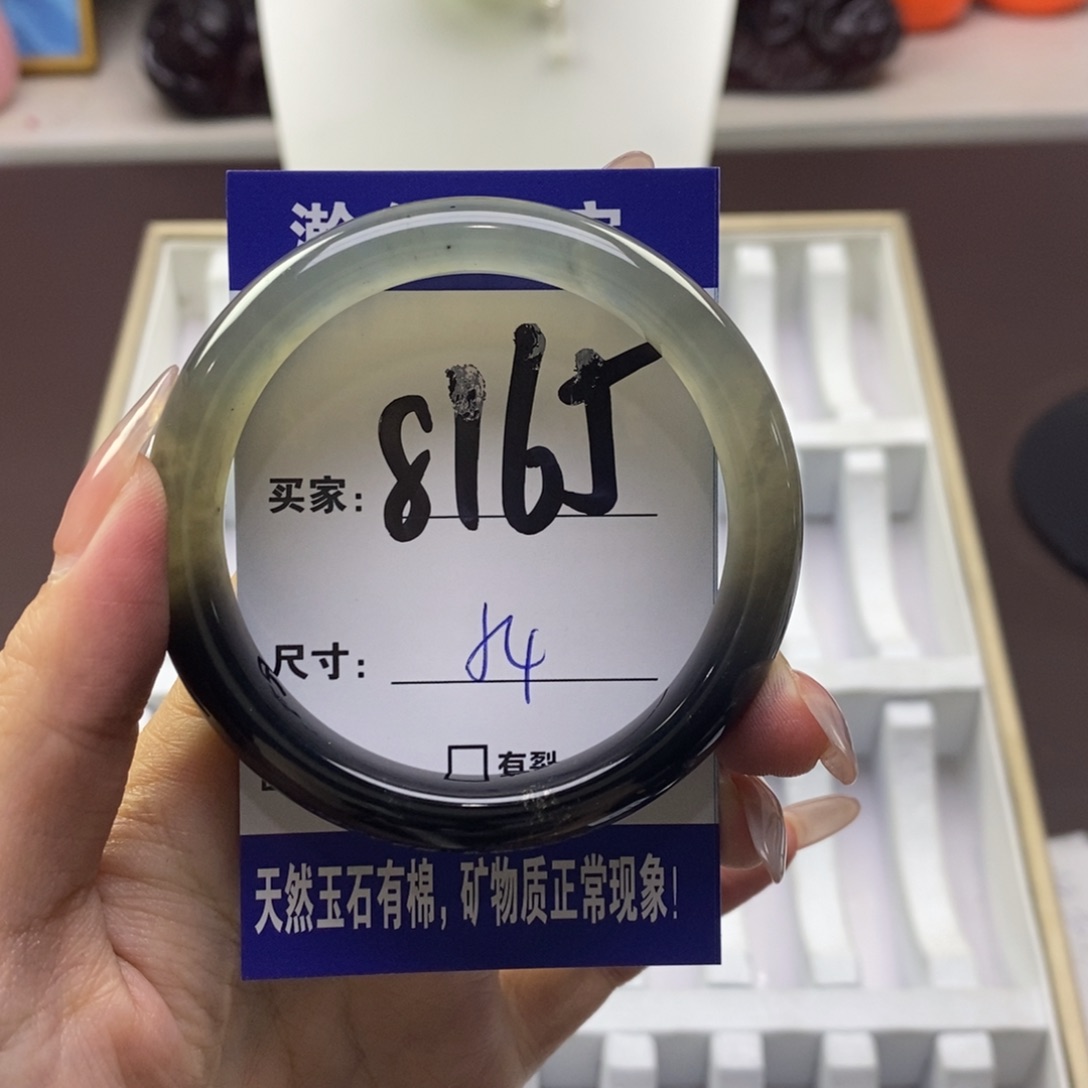 买家: 8165
尺寸: 54
有裂
天然玉石有棉, 矿物质正常现象!